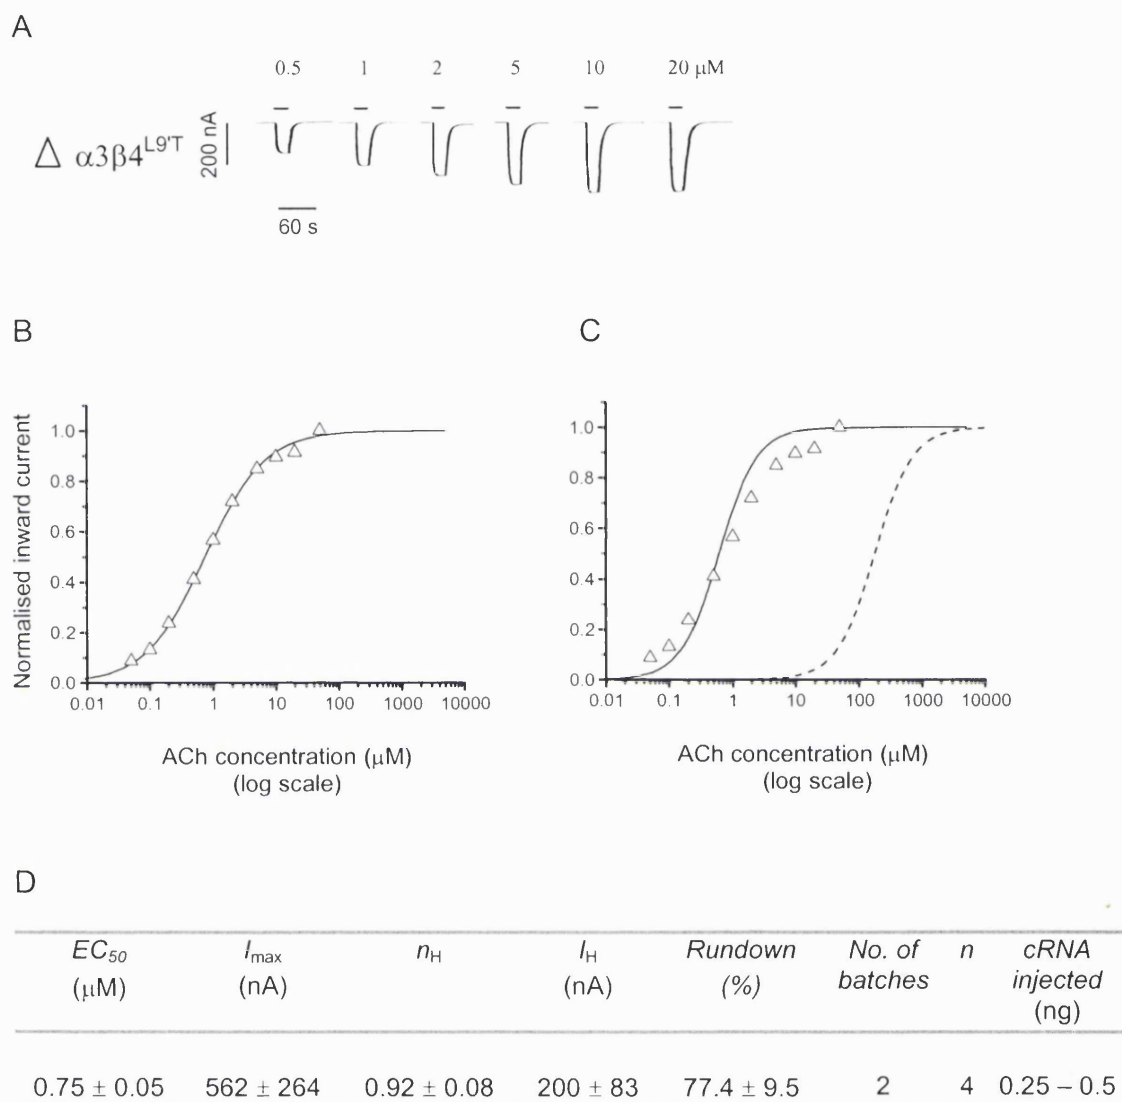 A
0.5 1 2 5 10 20 μM
200 nA
Δ α3β4^L9'T
60 s
B
C
Normalised inward current
1.0
0.8
0.6
0.4
0.2
0.0
0.01 0.1 1 10 100 1000 10000
ACh concentration (μM)
(log scale)
1.0
0.8
0.6
0.4
0.2
0.0
0.01 0.1 1 10 100 1000 10000
ACh concentration (μM)
(log scale)
D
EC50 Imax nH IH Rundown No. of n cRNA
(μM) (nA) (nA) (%) batches injected
(ng)
0.75 ± 0.05 562 ± 264 0.92 ± 0.08 200 ± 83 77.4 ± 9.5 2 4 0.25 – 0.5